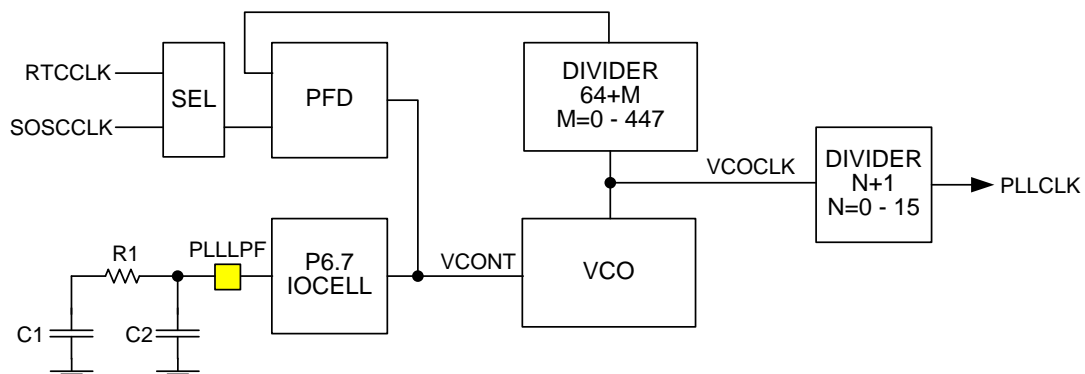 RTCCLK
SOSCCLK
SEL
PFD
DIVIDER
64+M
M=0 - 447
VCOCLK
DIVIDER
N+1
N=0 - 15
PLLCLK
R1
PLLLPF
P6.7
IOCELL
VCONT
VCO
C1
C2